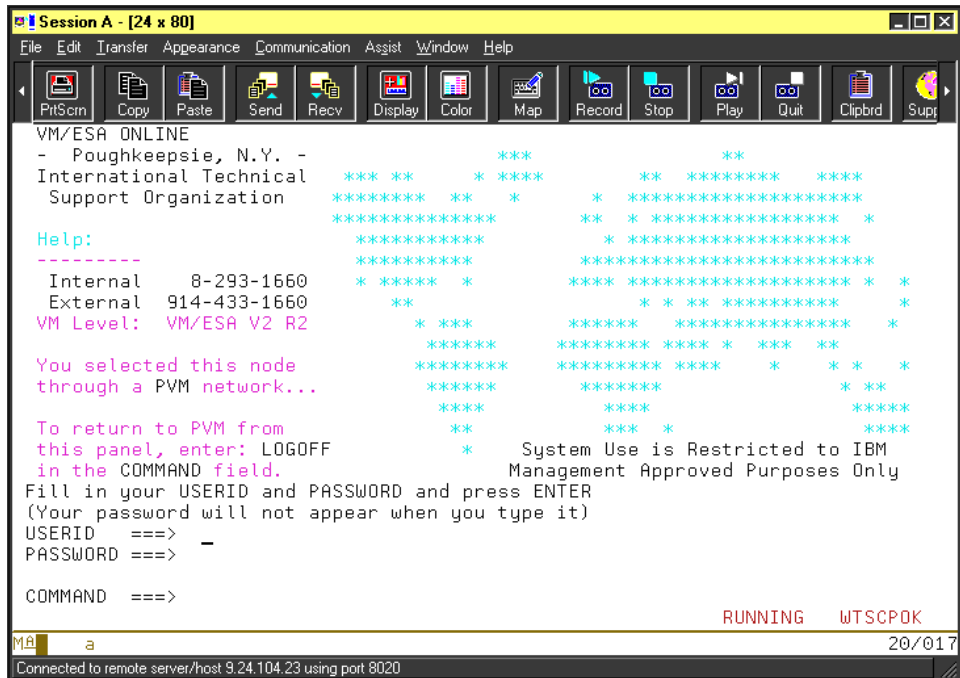 Session A - [24 x 80]
File Edit Transfer Appearance Communication Assist Window Help
PrtScrn Copy Paste Send Recv Display Color Map Record Stop Play Quit Clipbrd Supp
VM/ESA ONLINE
- Poughkeepsie, N.Y. - *** **
International Technical *** ** * **** ** ******** ****
Support Organization ******** ** * * ********************
************** ** * **************** *
Help: *********** * *******************
--------- ********** *************************
Internal 8-293-1660 * ***** * **** ******************** * *
External 914-433-1660 ** * * ** ********** *
VM Level: VM/ESA V2 R2 * *** ****** *************** *
****** ******** **** * *** **
You selected this node ******** ********* **** * * * *
through a PVM network... ****** ******* * **
**** **** *****
To return to PVM from ** *** * ****
this panel, enter: LOGOFF * System Use is Restricted to IBM
in the COMMAND field. Management Approved Purposes Only
Fill in your USERID and PASSWORD and press ENTER
(Your password will not appear when you type it)
USERID ===> _
PASSWORD ===>
COMMAND ===>
RUNNING WTSCPOK
MA a 20/017
Connected to remote server/host 9.24.104.23 using port 8020